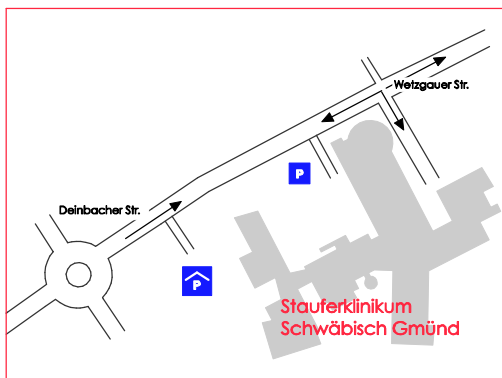 Wetzgauer Str.
P
Deinbacher Str.
P
Stauferklinikum
Schwäbisch Gmünd